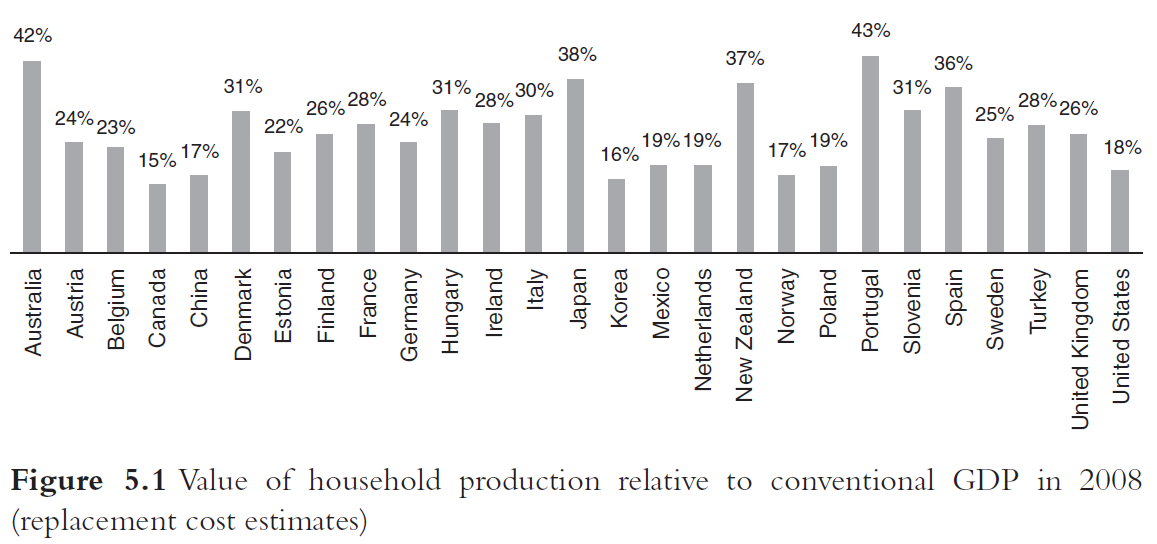 42%
24%
23%
15%
17%
31%
22%
26%
28%
24%
31%
28%
30%
38%
16%
19%
19%
37%
17%
19%
43%
31%
36%
25%
28%
26%
18%
Australia
Austria
Belgium
Canada
China
Denmark
Estonia
Finland
France
Germany
Hungary
Ireland
Italy
Japan
Korea
Mexico
Netherlands
New Zealand
Norway
Poland
Portugal
Slovenia
Spain
Sweden
Turkey
United Kingdom
United States
Figure 5.1 Value of household production relative to conventional GDP in 2008
(replacement cost estimates)